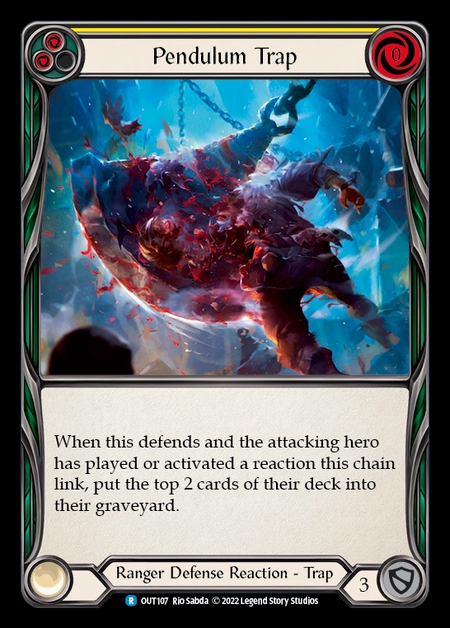 Pendulum Trap
0
When this defends and the attacking hero
has played or activated a reaction this chain
link, put the top 2 cards of their deck into
their graveyard.
Ranger Defense Reaction - Trap
3
R OUT107 Rio Sabda © 2022 Legend Story Studios